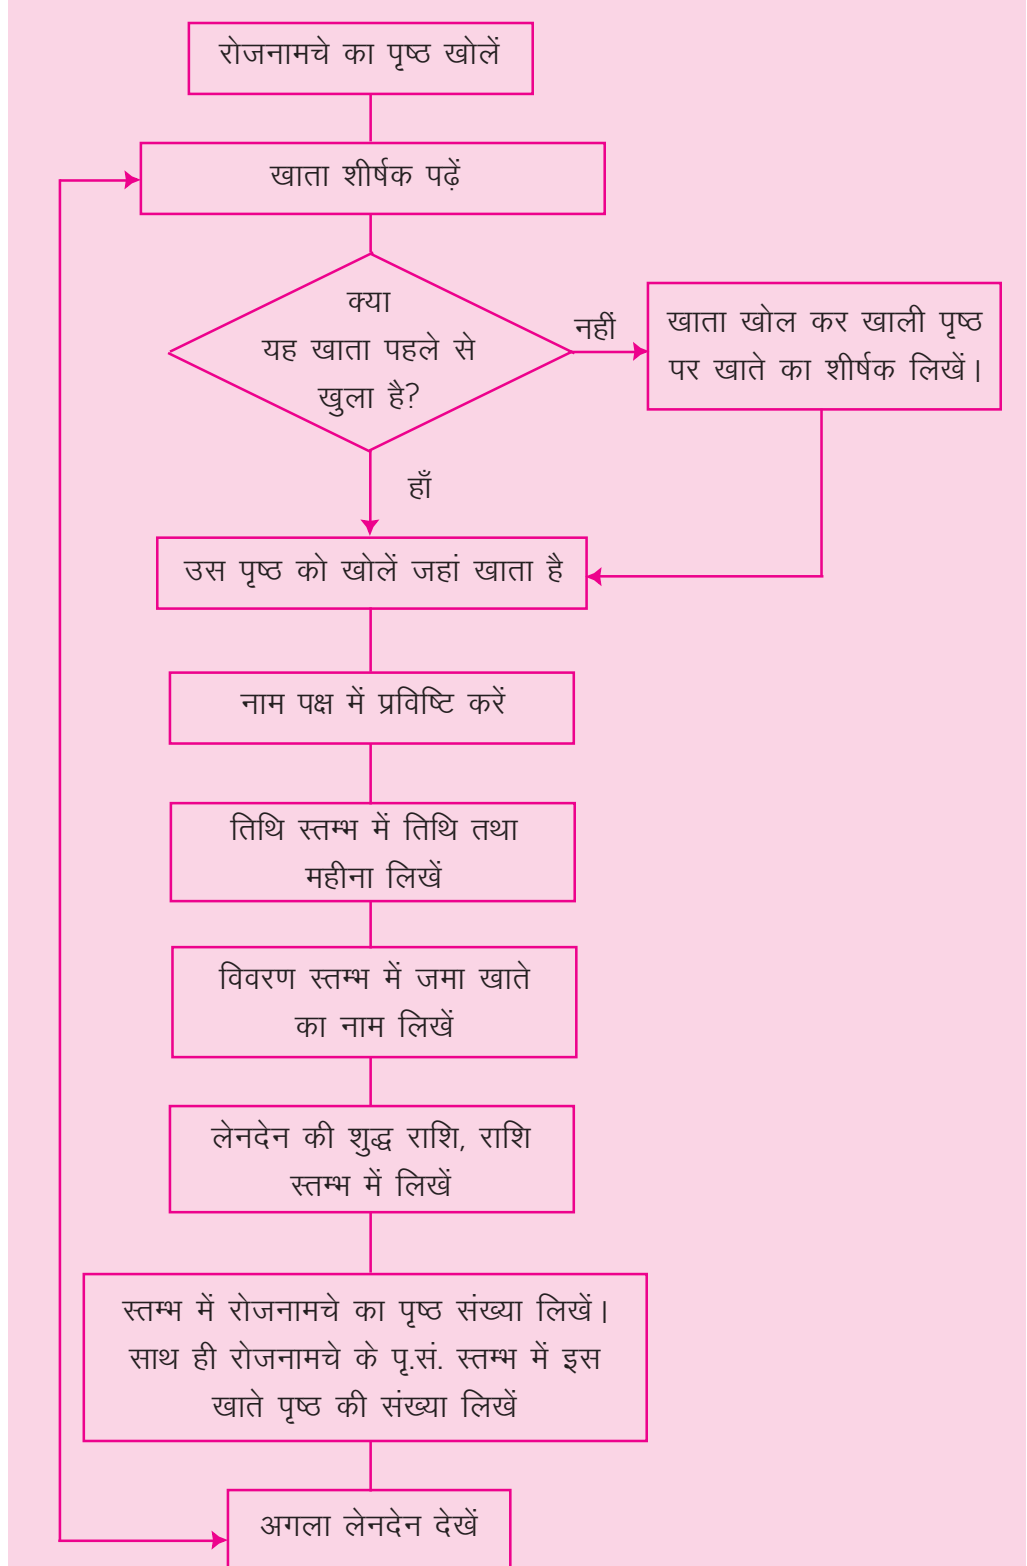 रोजनामचे का पृष्ठ खोलें
खाता शीर्षक पढ़ें
क्या
यह खाता पहले से
खुला है?
नहीं
खाता खोल कर खाली पृष्ठ
पर खाते का शीर्षक लिखें।
हाँ
उस पृष्ठ को खोलें जहां खाता है
नाम पक्ष में प्रविष्टि करें
तिथि स्तम्भ में तिथि तथा
महीना लिखें
विवरण स्तम्भ में जमा खाते
का नाम लिखें
लेनदेन की शुद्ध राशि, राशि
स्तम्भ में लिखें
स्तम्भ में रोजनामचे का पृष्ठ संख्या लिखें।
साथ ही रोजनामचे के पृ.सं. स्तम्भ में इस
खाते पृष्ठ की संख्या लिखें
अगला लेनदेन देखें